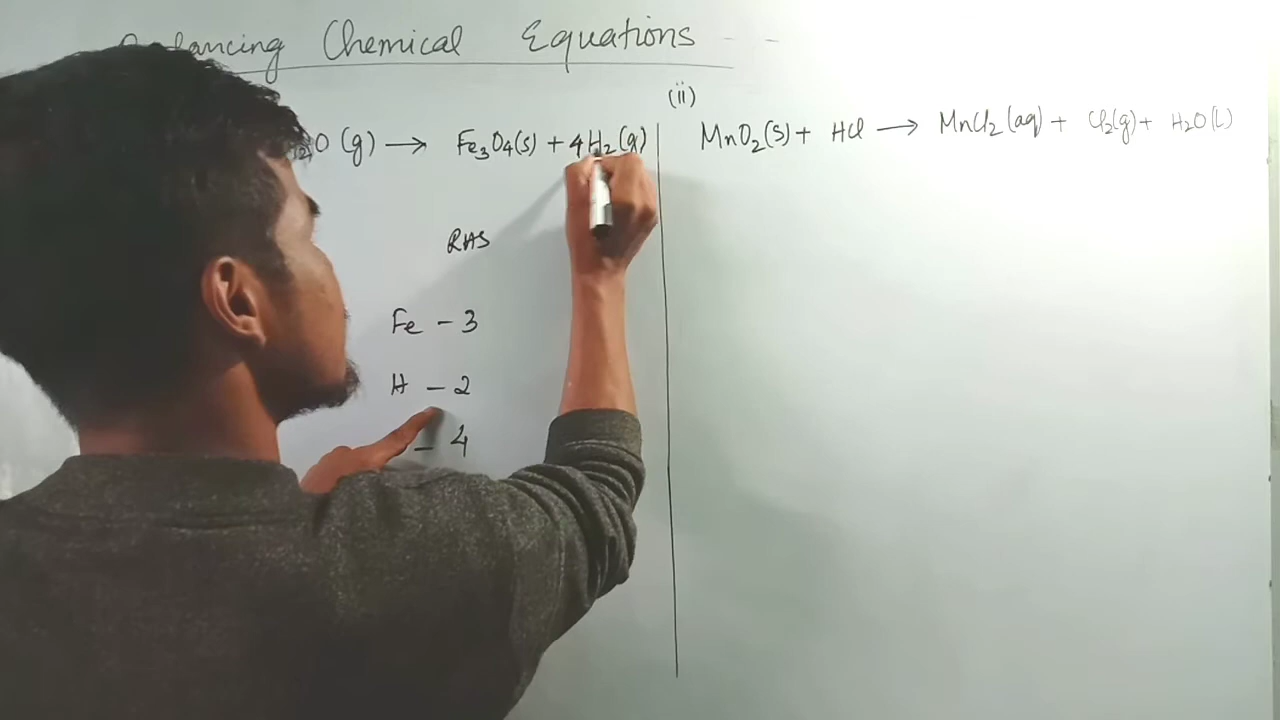 Chemical Equations - -
O (g) → Fe3O4(s) + 4H2(g)
RHS
Fe - 3
H - 2
- 4
(ii)
MnO2(s) + HCl → MnCl2 (aq) + Cl2(g) + H2O(l)